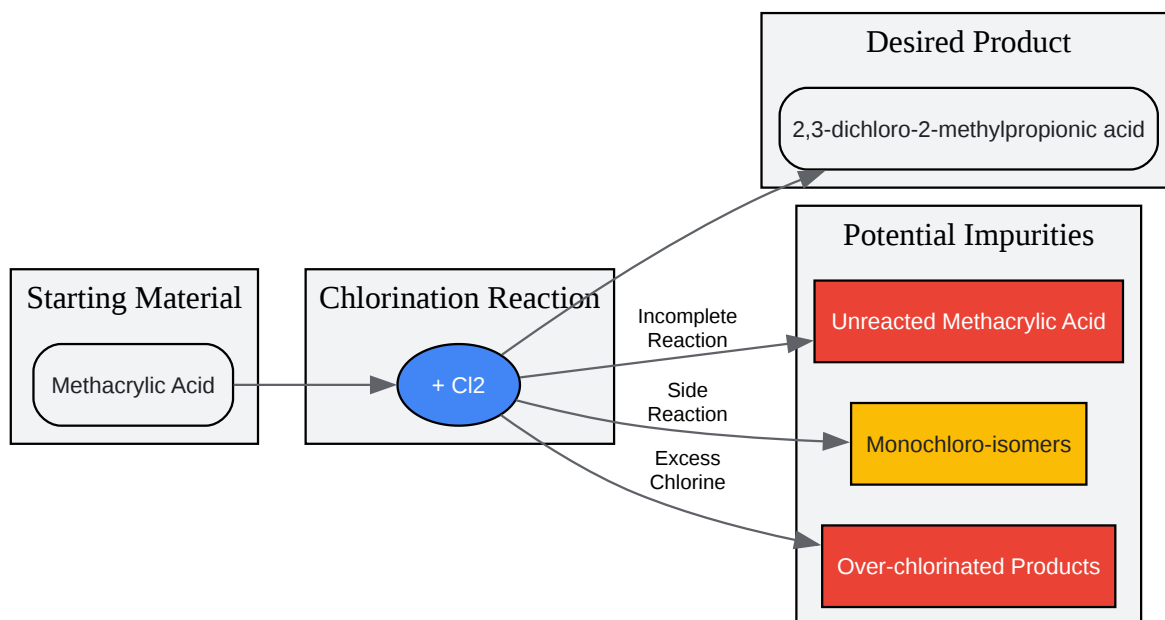 Desired Product
2,3-dichloro-2-methylpropionic acid
Potential Impurities
Starting Material
Chlorination Reaction
Incomplete
Reaction
Unreacted Methacrylic Acid
Methacrylic Acid
+ Cl2
Side
Reaction
Monochloro-isomers
Excess
Chlorine
Over-chlorinated Products